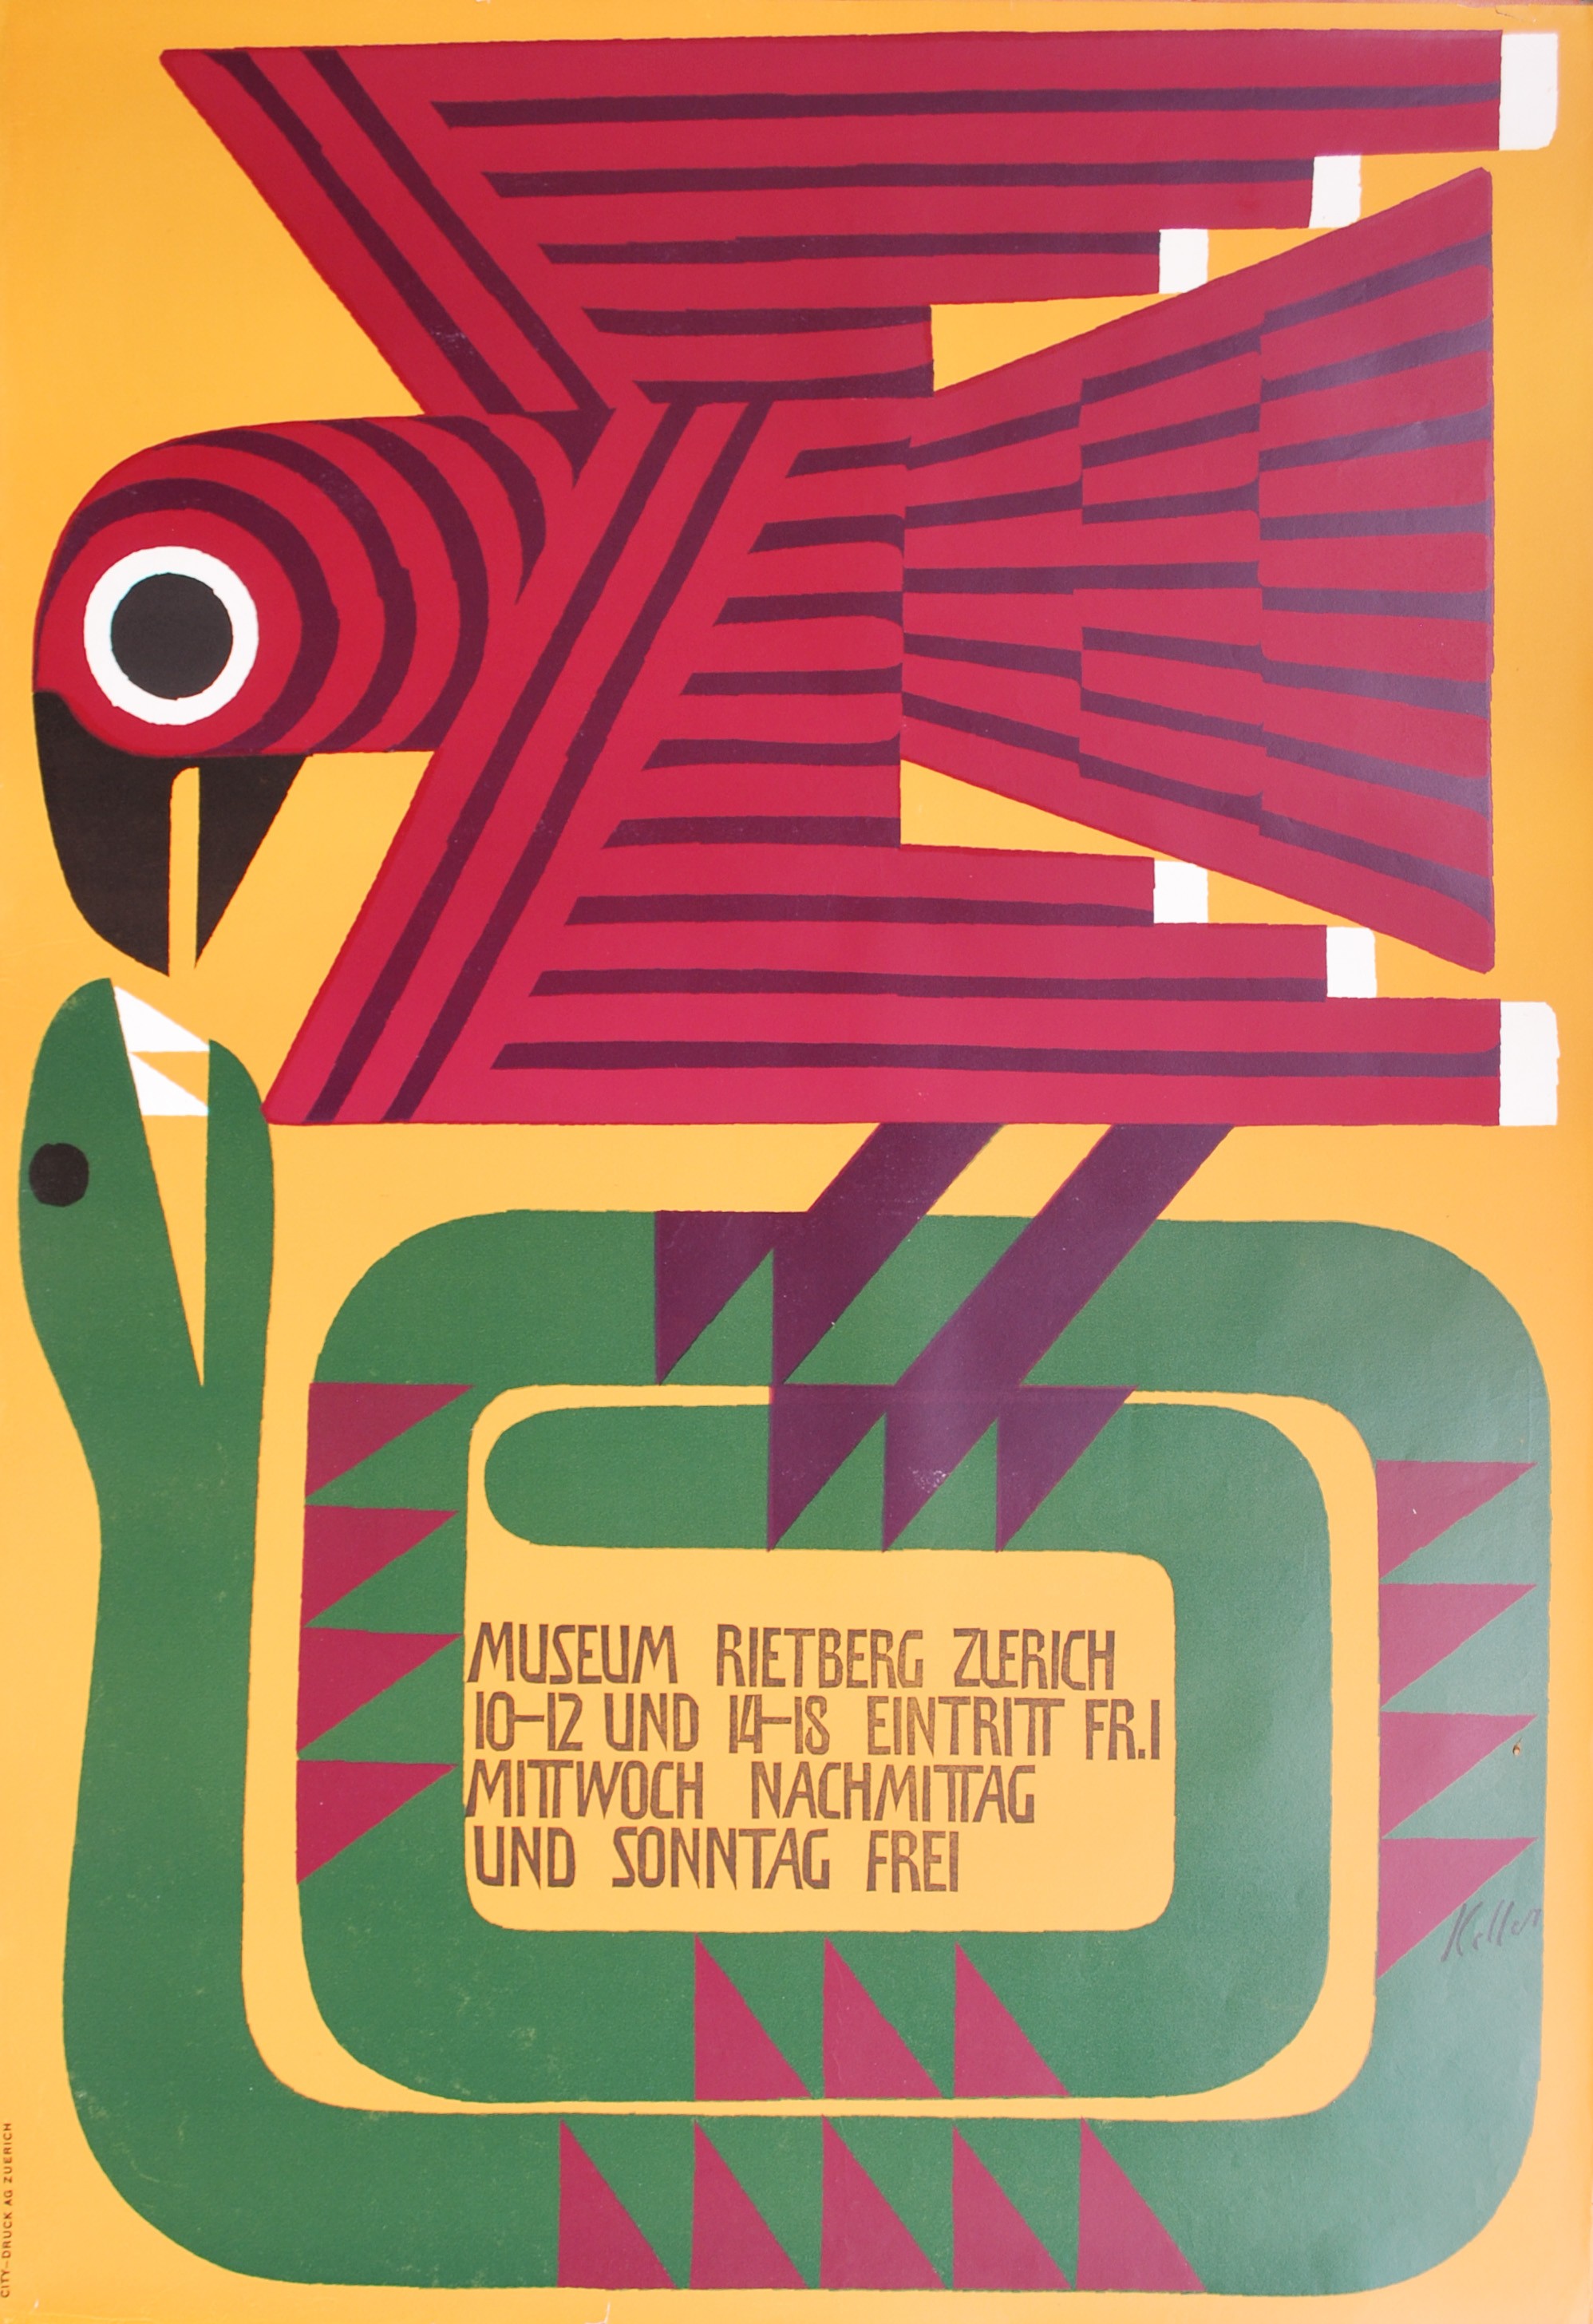 MUSEUM RIETBERG ZUERICH
10–12 UND 14–18 EINTRITT FR.1
MITTWOCH NACHMITTAG
UND SONNTAG FREI
Keller
CITY–DRUCK AG ZUERICH